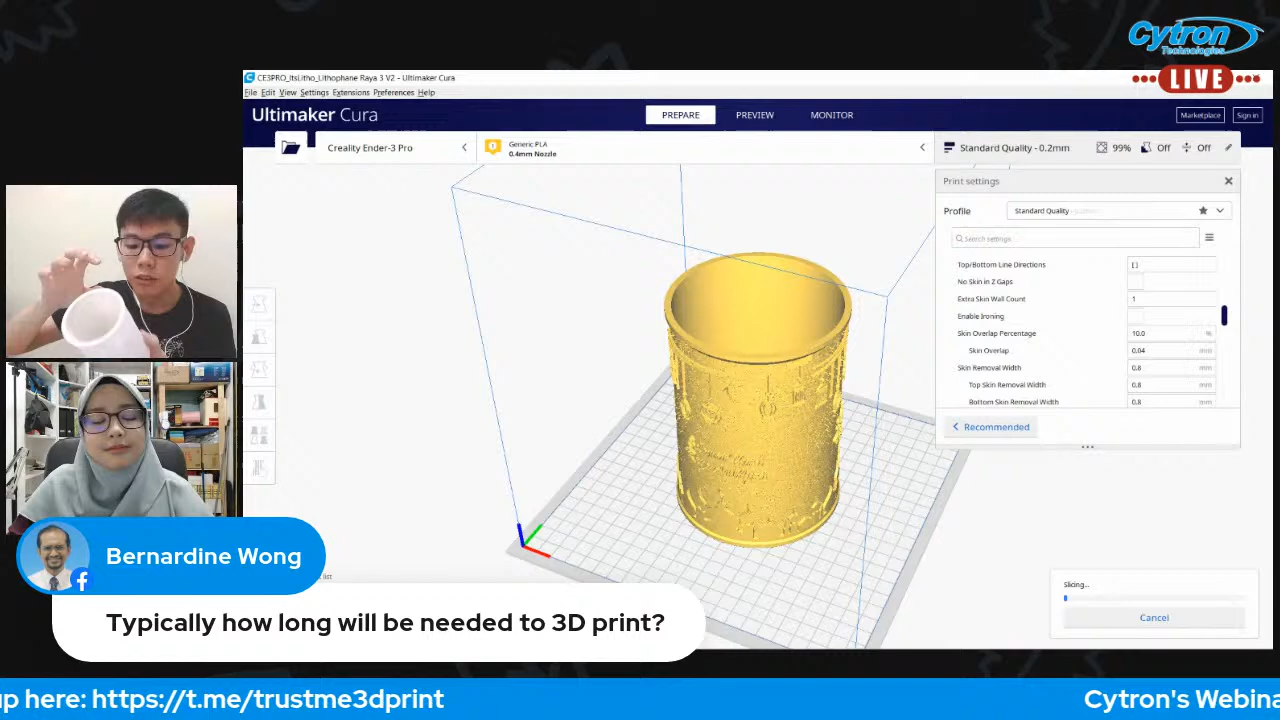 Cytron
Technologies
LIVE
CE3PRO_ItsLitho_Lithophane Raya 3 V2 - Ultimaker Cura
File Edit View Settings Extensions Preferences Help
Ultimaker Cura
PREPARE
PREVIEW
MONITOR
Marketplace
Sign in
Creality Ender-3 Pro
Generic PLA
0.4mm Nozzle
Standard Quality - 0.2mm
99%
Off
Off
Print settings
Profile
Standard Quality
Search settings
Top/Bottom Line Directions
[ ]
No Skin in Z Gaps
Extra Skin Wall Count
1
Enable Ironing
Skin Overlap Percentage
10.0
%
Skin Overlap
0.04
mm
Skin Removal Width
0.8
mm
Top Skin Removal Width
0.8
mm
Bottom Skin Removal Width
0.8
mm
Recommended
Slicing...
Cancel
list
Bernardine Wong
Typically how long will be needed to 3D print?
up here: https://t.me/trustme3dprint
Cytron's Webina